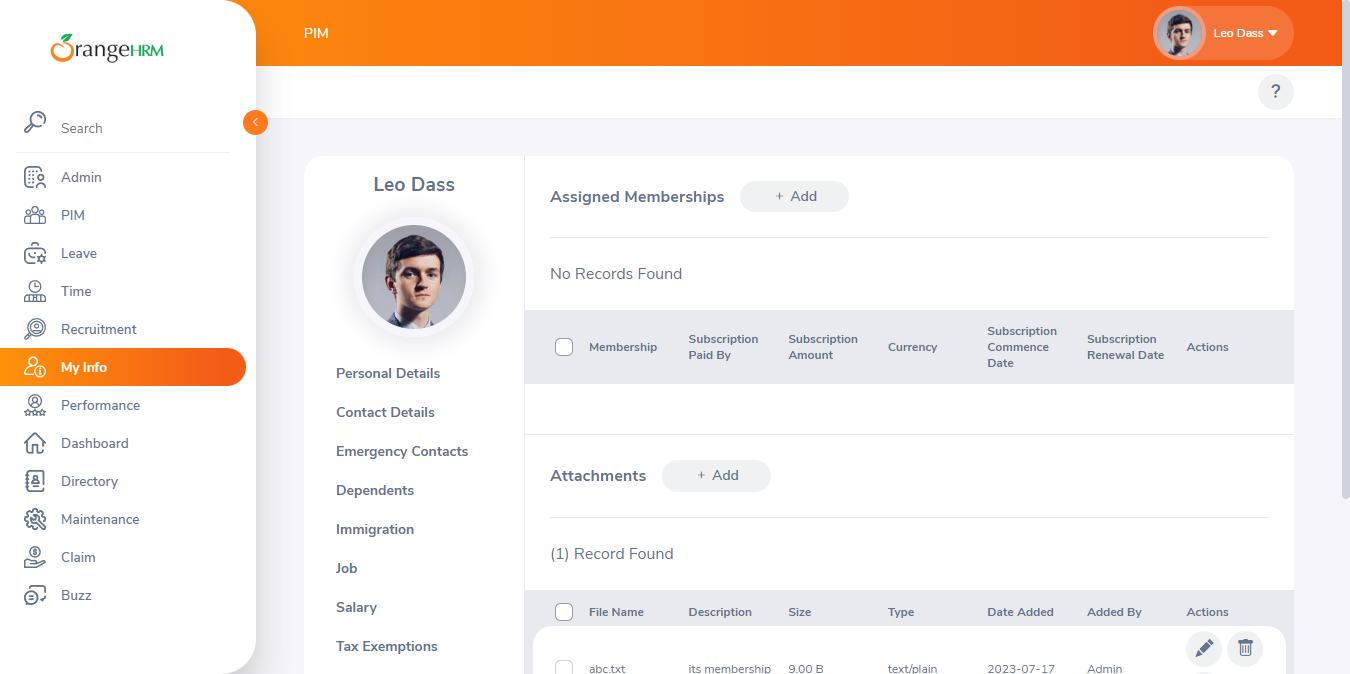 OrangeHRM
PIM
Leo Dass
?
Search
Admin
PIM
Leave
Time
Recruitment
My Info
Performance
Dashboard
Directory
Maintenance
Claim
Buzz
Leo Dass
Personal Details
Contact Details
Emergency Contacts
Dependents
Immigration
Job
Salary
Tax Exemptions
Assigned Memberships + Add
No Records Found
Membership Subscription Paid By Subscription Amount Currency Subscription Commence Date Subscription Renewal Date Actions
Attachments + Add
(1) Record Found
File Name Description Size Type Date Added Added By Actions
abc.txt its membership 9.00 B text/plain 2023-07-17 Admin